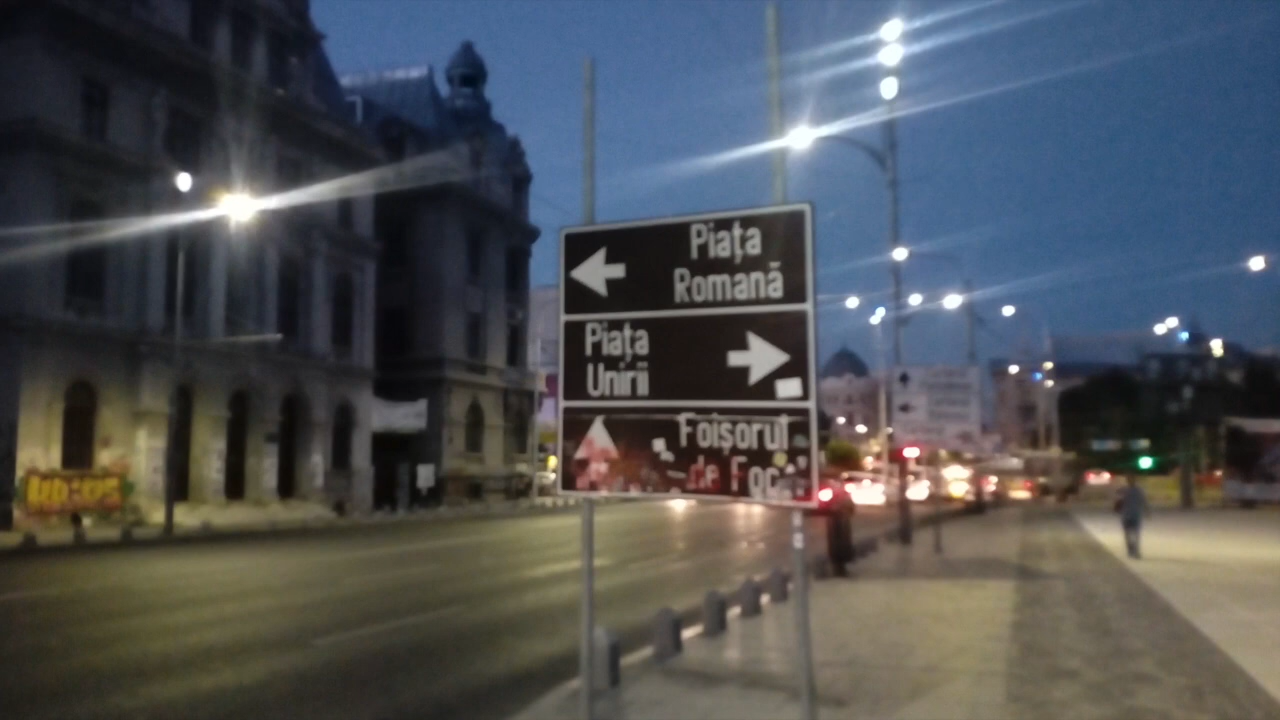 Piața
Romană
Piața
Unirii
Foișorul
de Foc